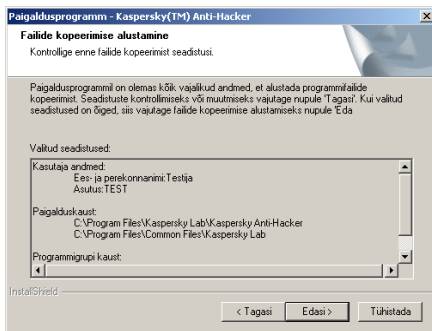 Paigaldusprogramm - Kaspersky(TM) Anti-Hacker
Failide kopeerimise alustamine
Kontrollige enne failide kopeerimist seadistusi.
Paigaldusprogrammil on olemas kõik vajalikud andmed, et alustada programmifailide
kopeerimist. Seadistuste kontrollimiseks või muutmiseks vajutage nupule 'Tagasi'. Kui valitud
seadistused on õiged, siis vajutage failide kopeerimise alustamiseks nupule 'Eda
Valitud seadistused:
Kasutaja andmed:
Ees- ja perekonnanimi:Testija
Asutus:TEST
Paigalduskaust:
C:\Program Files\Kaspersky Lab\Kaspersky Anti-Hacker
C:\Program Files\Common Files\Kaspersky Lab
Programmigrupi kaust:
InstallShield
< Tagasi
Edasi >
Tühistada